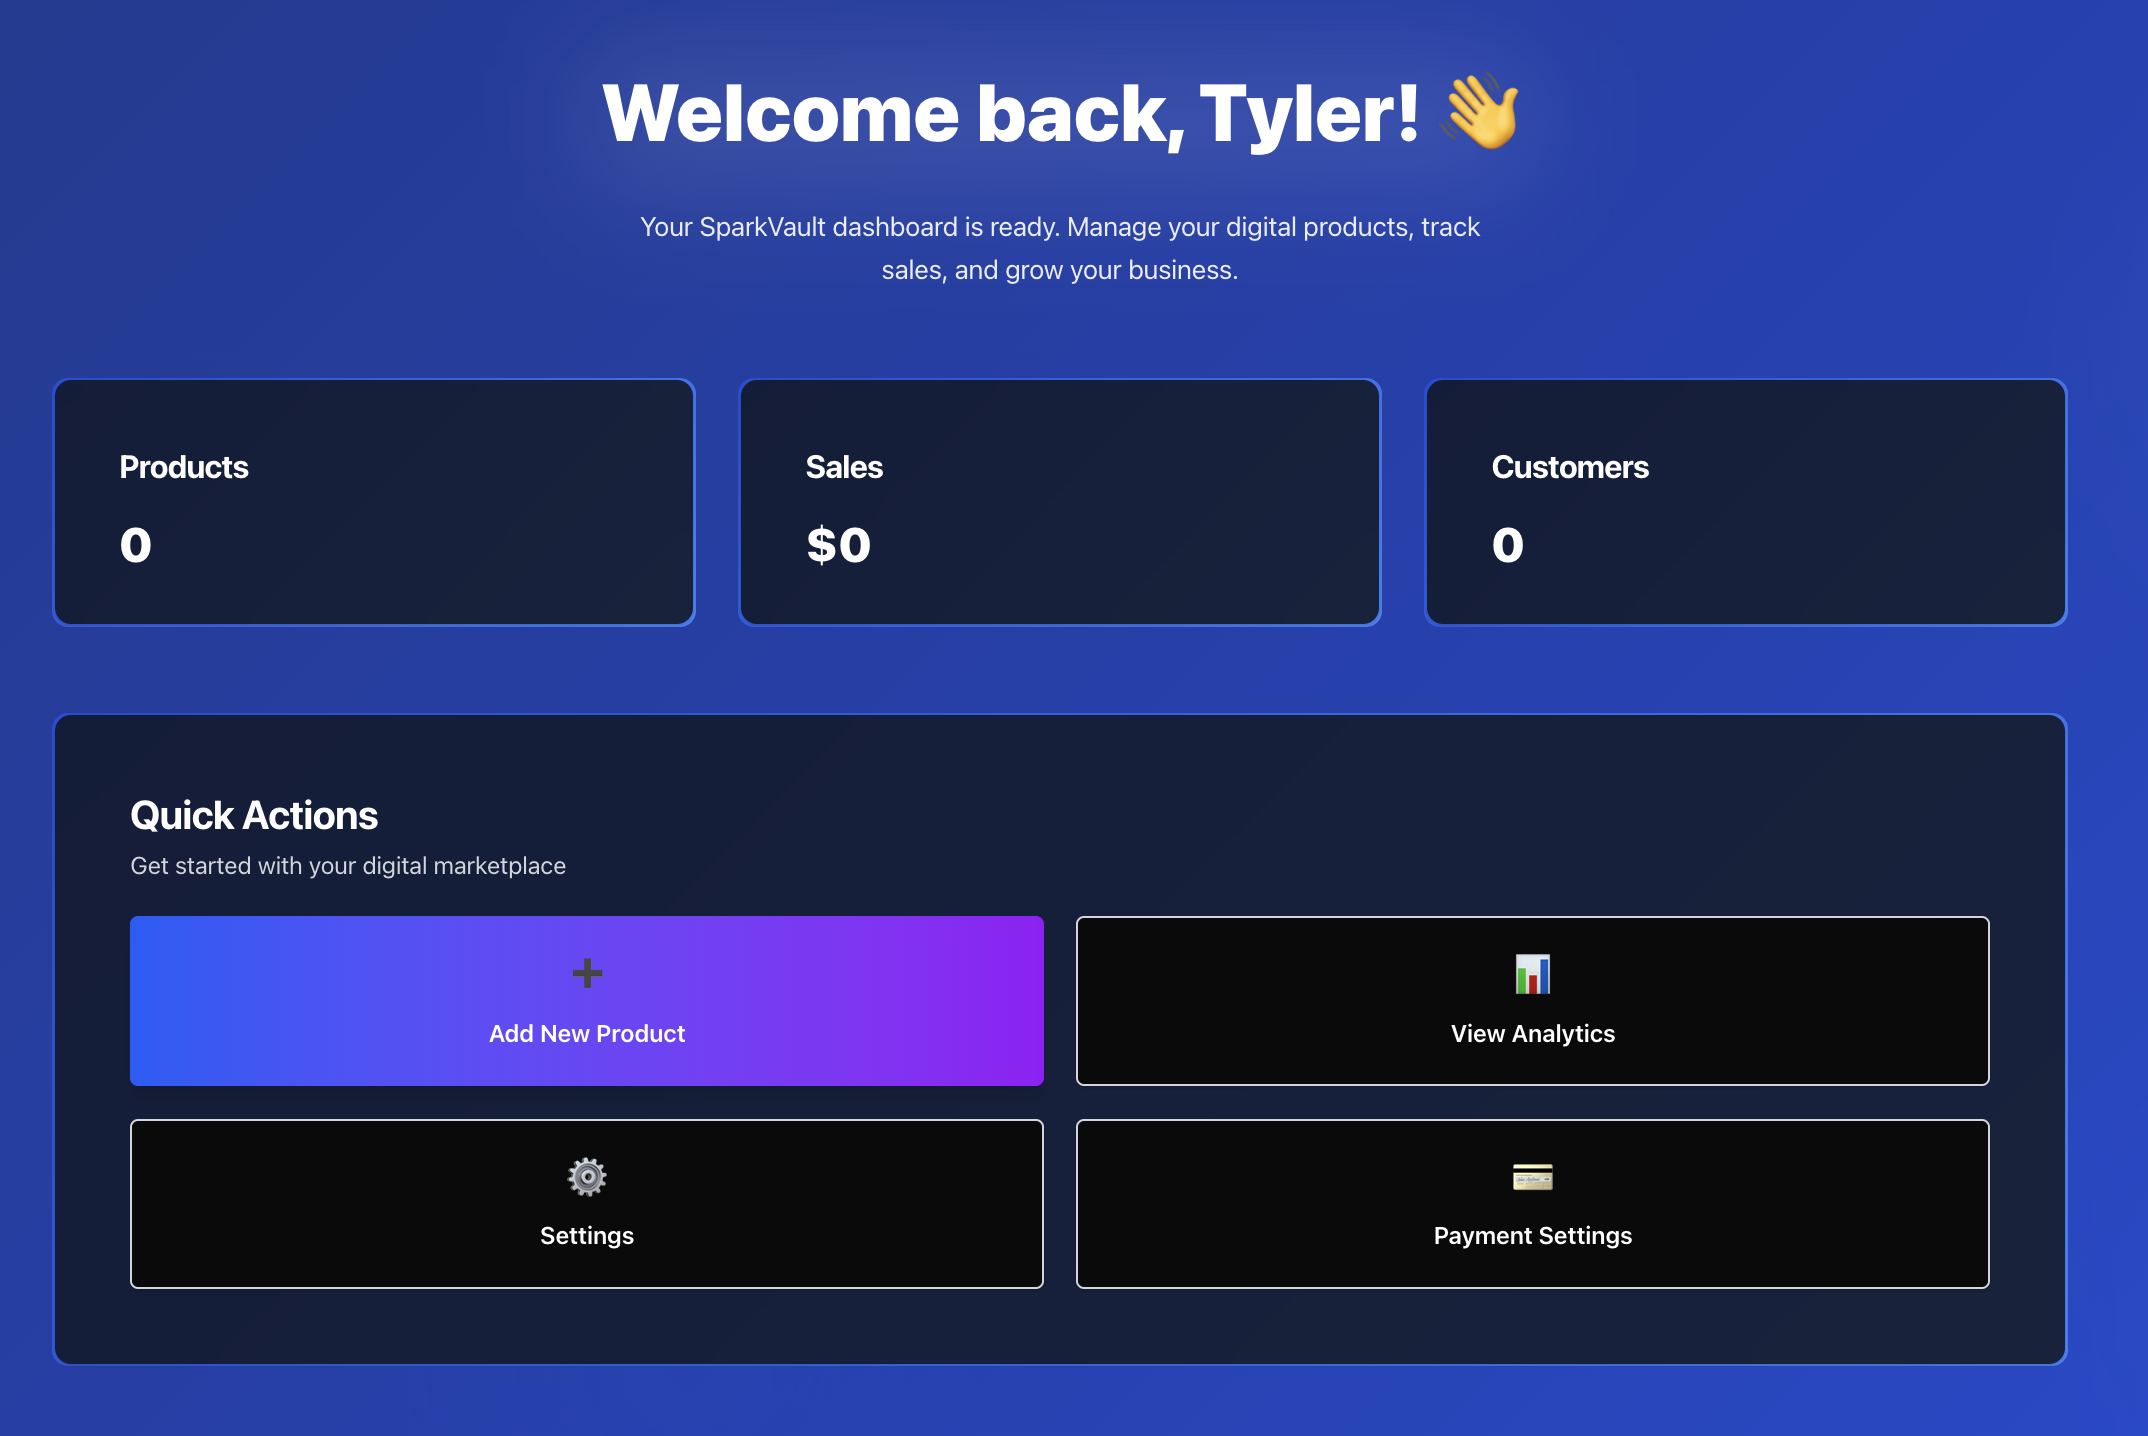 Welcome back, Tyler! 👋
Your SparkVault dashboard is ready. Manage your digital products, track
sales, and grow your business.
Products
0
Sales
$0
Customers
0
Quick Actions
Get started with your digital marketplace
Add New Product
View Analytics
Settings
Payment Settings